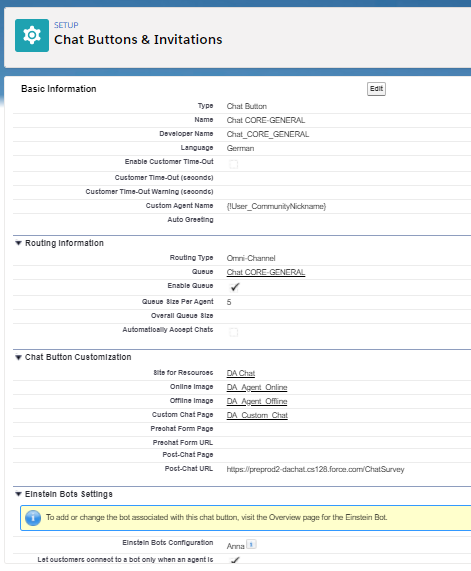 SETUP
Chat Buttons & Invitations
Basic Information
Edit
Type Chat Button
Name Chat CORE-GENERAL
Developer Name Chat_CORE_GENERAL
Language German
Enable Customer Time-Out
Customer Time-Out (seconds)
Customer Time-Out Warning (seconds)
Custom Agent Name {!User_CommunityNickname}
Auto Greeting
Routing Information
Routing Type Omni-Channel
Queue Chat CORE-GENERAL
Enable Queue ✓
Queue Size Per Agent 5
Overall Queue Size
Automatically Accept Chats
Chat Button Customization
Site for Resources DA Chat
Online Image DA_Agent_Online
Offline Image DA_Agent_Offline
Custom Chat Page DA_Custom_Chat
Prechat Form Page
Prechat Form URL
Post-Chat Page
Post-Chat URL https://preprod2-dachat.cs128.force.com/ChatSurvey
Einstein Bots Settings
To add or change the bot associated with this chat button, visit the Overview page for the Einstein Bot.
Einstein Bots Configuration Anna i
Let customers connect to a bot only when an agent is ✓